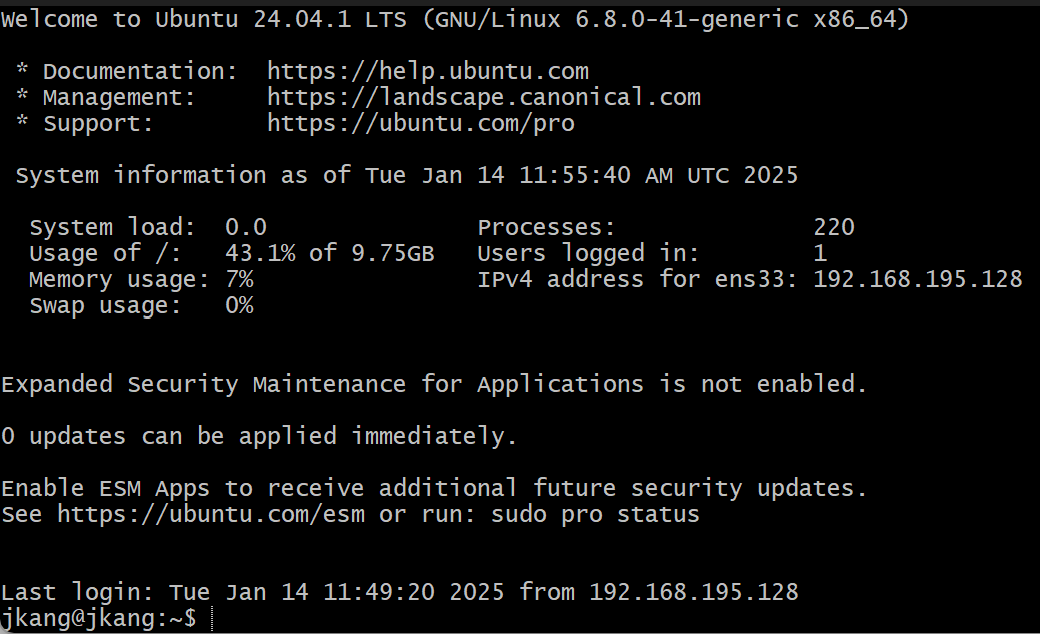 Welcome to Ubuntu 24.04.1 LTS (GNU/Linux 6.8.0-41-generic x86_64)
* Documentation: https://help.ubuntu.com
* Management: https://landscape.canonical.com
* Support: https://ubuntu.com/pro
System information as of Tue Jan 14 11:55:40 AM UTC 2025
System load: 0.0 Processes: 220
Usage of /: 43.1% of 9.75GB Users logged in: 1
Memory usage: 7% IPv4 address for ens33: 192.168.195.128
Swap usage: 0%
Expanded Security Maintenance for Applications is not enabled.
0 updates can be applied immediately.
Enable ESM Apps to receive additional future security updates.
See https://ubuntu.com/esm or run: sudo pro status
Last login: Tue Jan 14 11:49:20 2025 from 192.168.195.128
jkang@jkang:~$